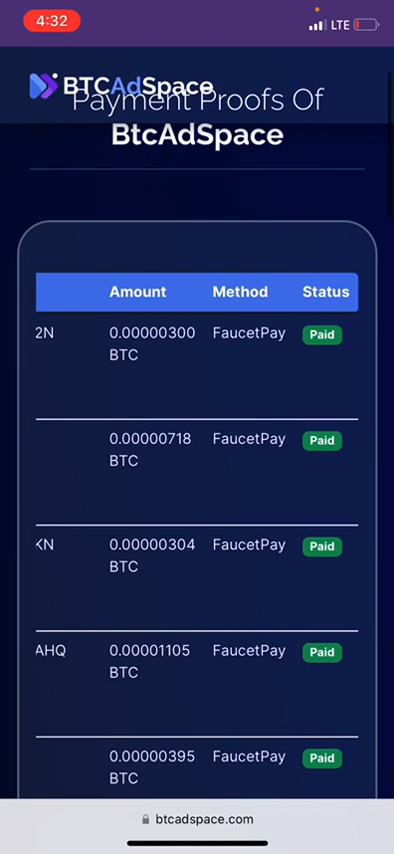 4:32
LTE
BTCAdSpace
Payment Proofs Of
BtcAdSpace
Amount Method Status
2N 0.00000300 BTC FaucetPay Paid
0.00000718 BTC FaucetPay Paid
KN 0.00000304 BTC FaucetPay Paid
AHQ 0.00001105 BTC FaucetPay Paid
0.00000395 BTC FaucetPay Paid
btcadspace.com